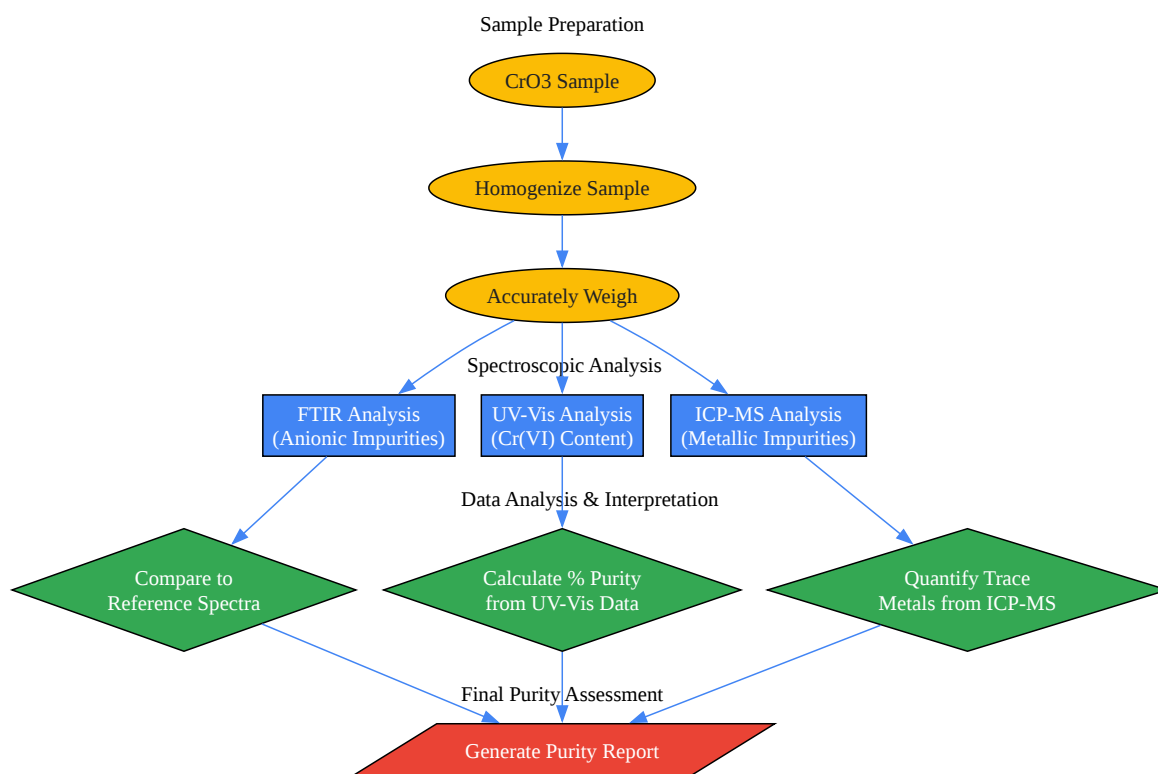 Sample Preparation
CrO3 Sample
Homogenize Sample
Accurately Weigh
Spectroscopic Analysis
FTIR Analysis
(Anionic Impurities)
UV-Vis Analysis
(Cr(VI) Content)
ICP-MS Analysis
(Metallic Impurities)
Data Analysis & Interpretation
Compare to
Reference Spectra
Calculate % Purity
from UV-Vis Data
Quantify Trace
Metals from ICP-MS
Final Purity Assessment
Generate Purity Report